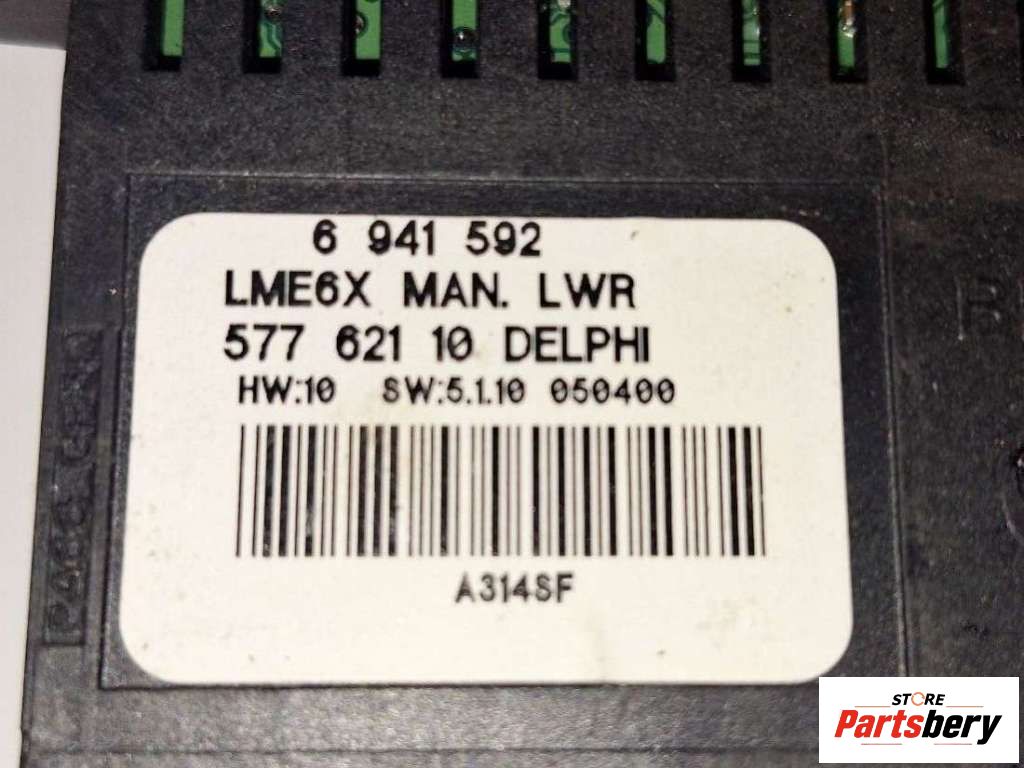 6 941 592
LME6X MAN. LWR
577 621 10 DELPHI
HW:10 SW:5.1.10 050400
A314SF
STORE
Partsbery